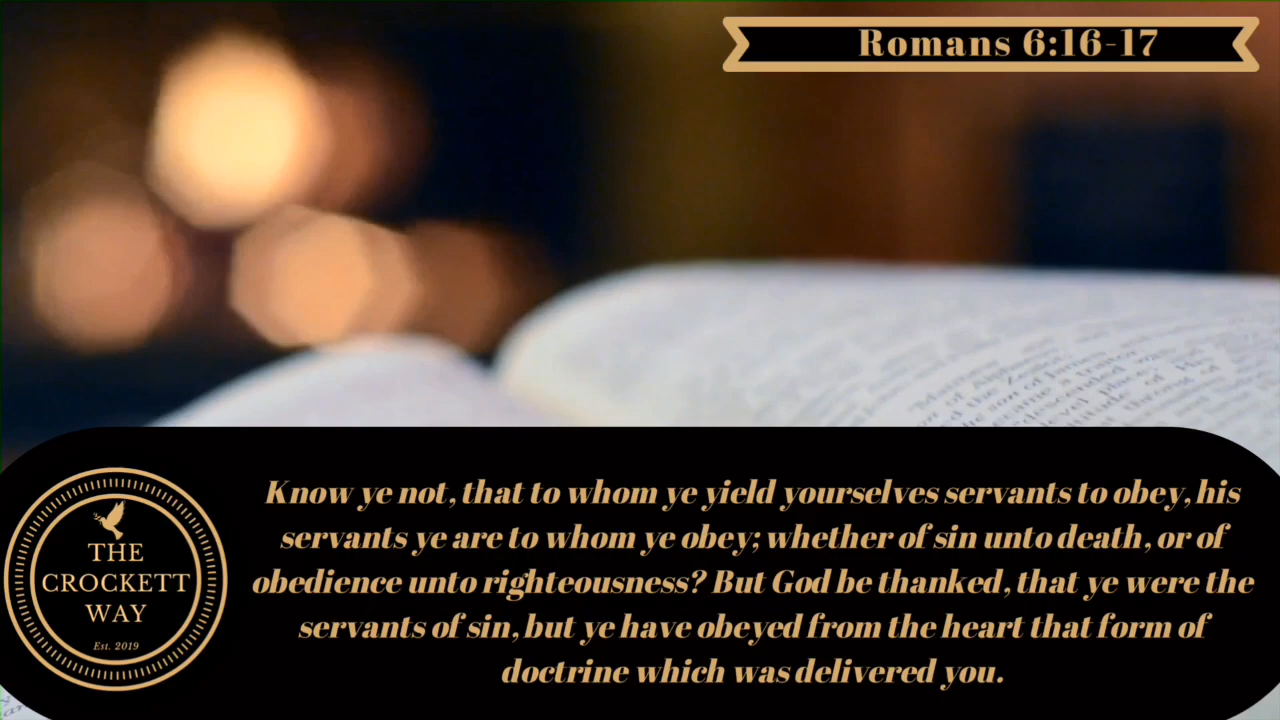 Romans 6:16-17
Know ye not, that to whom ye yield yourselves servants to obey, his
servants ye are to whom ye obey; whether of sin unto death, or of
obedience unto righteousness? But God be thanked, that ye were the
servants of sin, but ye have obeyed from the heart that form of
doctrine which was delivered you.
THE
CROCKETT
WAY
Est. 2019